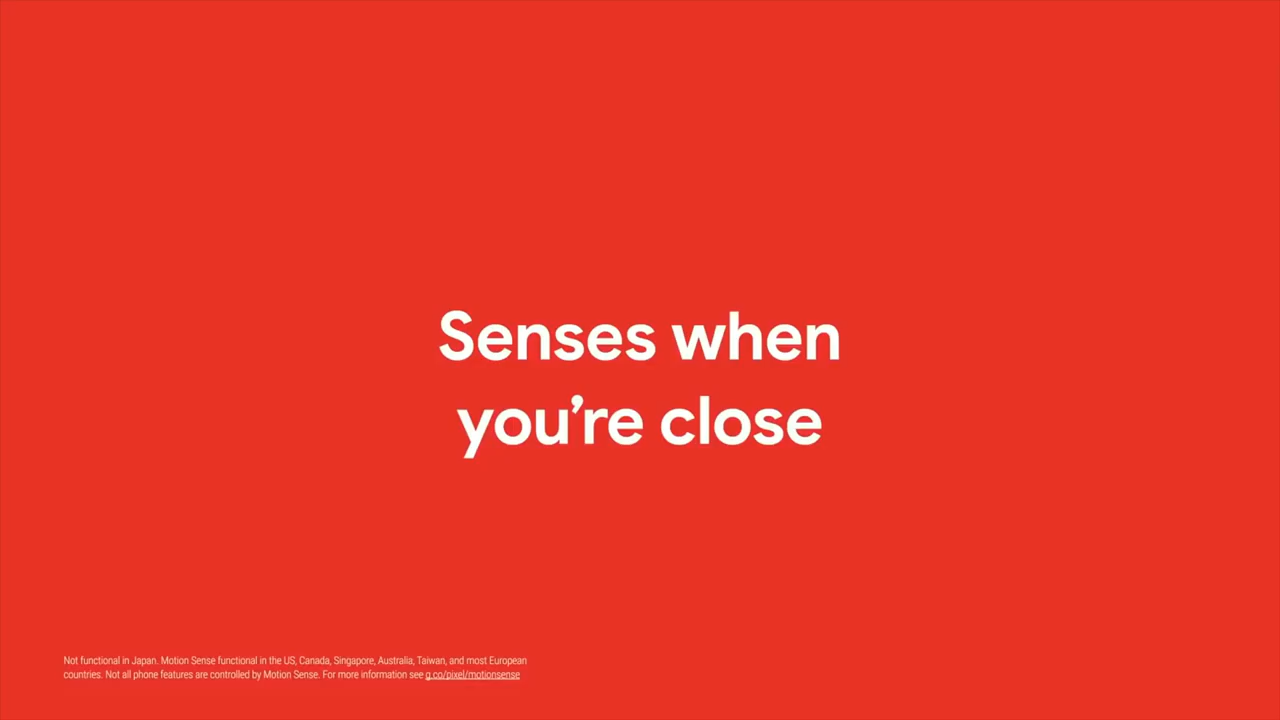 Senses when
you’re close
Not functional in Japan. Motion Sense functional in the US, Canada, Singapore, Australia, Taiwan, and most European
countries. Not all phone features are controlled by Motion Sense. For more information see g.co/pixel/motionsense